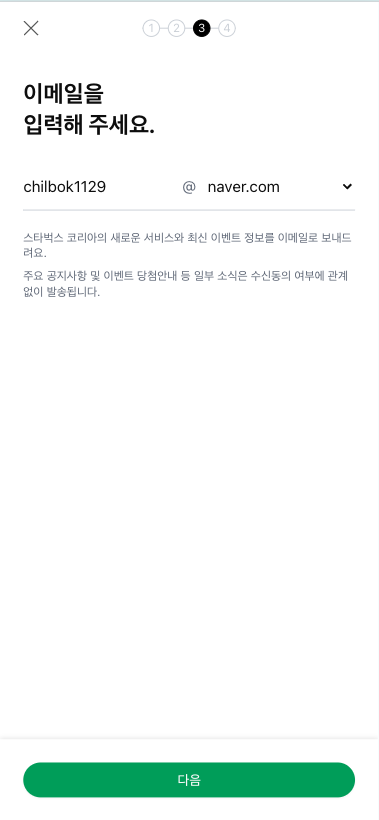 1 2 3 4
이메일을
입력해 주세요.
chilbok1129 @ naver.com
스타벅스 코리아의 새로운 서비스와 최신 이벤트 정보를 이메일로 보내드
려요.
주요 공지사항 및 이벤트 당첨안내 등 일부 소식은 수신동의 여부에 관계
없이 발송됩니다.
다음